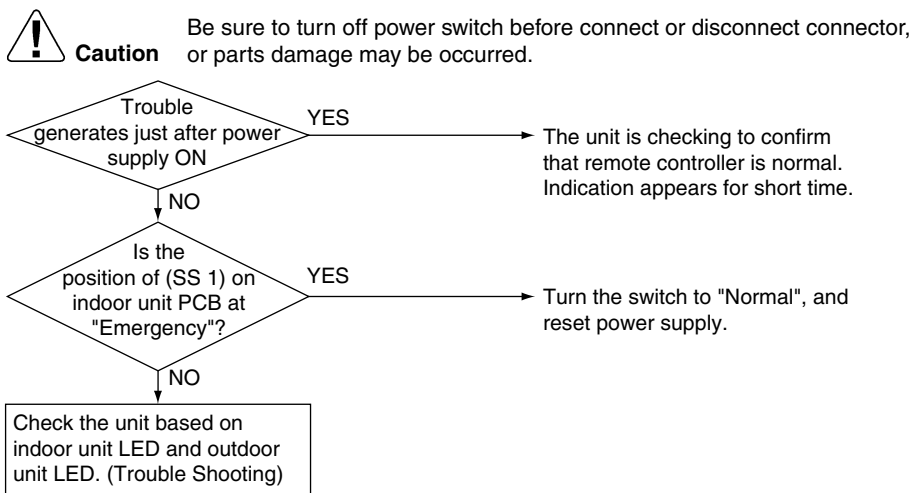 Be sure to turn off power switch before connect or disconnect connector,
Caution or parts damage may be occurred.
Trouble
generates just after power
supply ON
YES
The unit is checking to confirm
that remote controller is normal.
Indication appears for short time.
NO
Is the
position of (SS 1) on
indoor unit PCB at
"Emergency"?
YES
Turn the switch to "Normal", and
reset power supply.
NO
Check the unit based on
indoor unit LED and outdoor
unit LED. (Trouble Shooting)